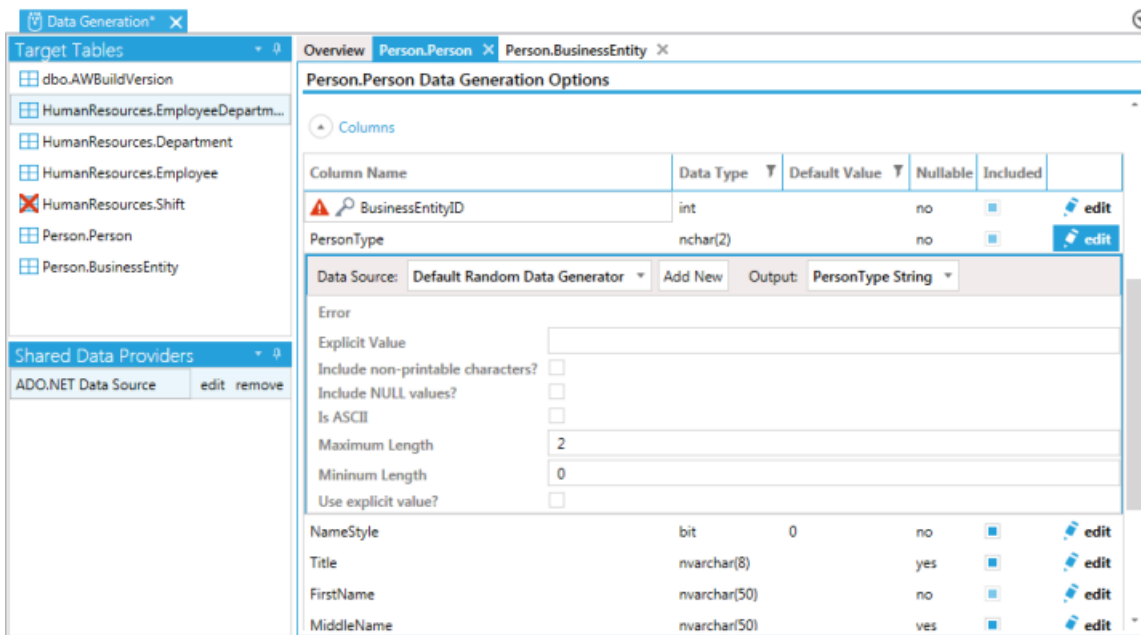 Data Generation*
Target Tables
dbo.AWBuildVersion
HumanResources.EmployeeDepartm...
HumanResources.Department
HumanResources.Employee
HumanResources.Shift
Person.Person
Person.BusinessEntity
Shared Data Providers
ADO.NET Data Source edit remove
Overview Person.Person Person.BusinessEntity
Person.Person Data Generation Options
Columns
Column Name Data Type Default Value Nullable Included
BusinessEntityID int no edit
PersonType nchar(2) no edit
Data Source: Default Random Data Generator Add New Output: PersonType String
Error
Explicit Value
Include non-printable characters?
Include NULL values?
Is ASCII
Maximum Length 2
Mininum Length 0
Use explicit value?
NameStyle bit 0 no edit
Title nvarchar(8) yes edit
FirstName nvarchar(50) no edit
MiddleName nvarchar(50) yes edit